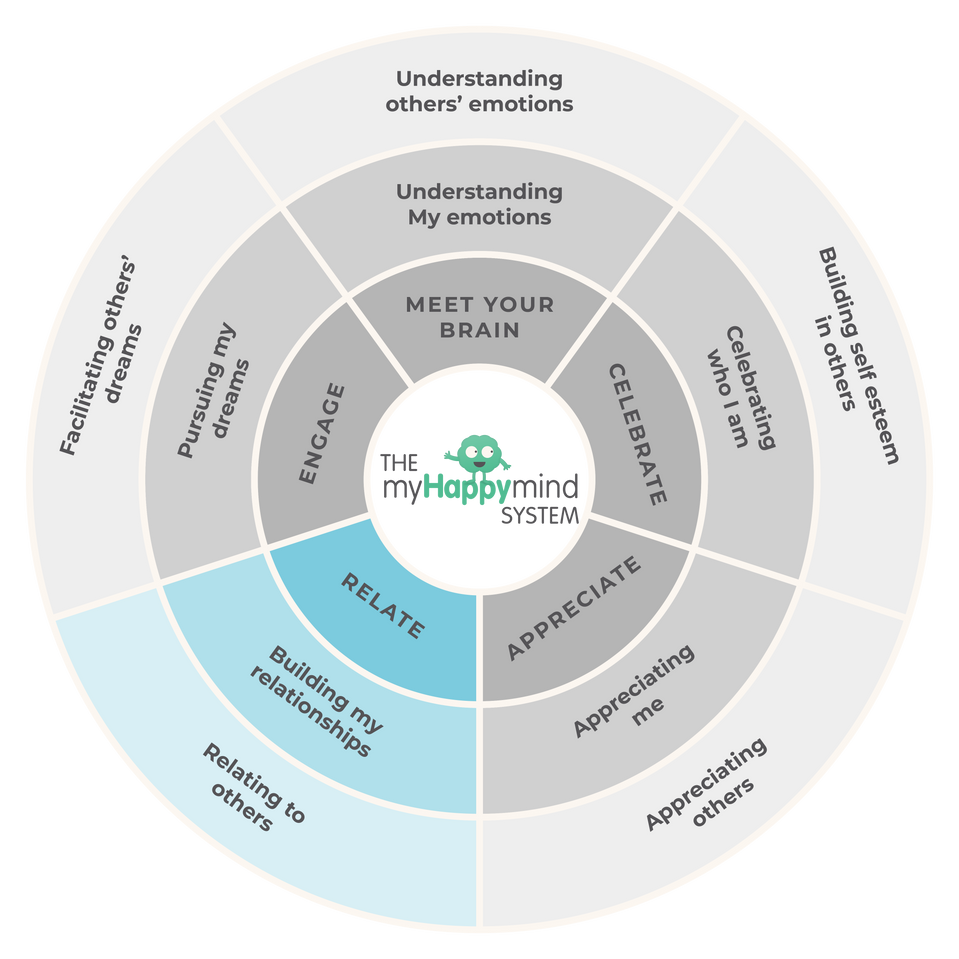 Understanding
others’ emotions
Understanding
My emotions
MEET YOUR
BRAIN
Building self esteem
in others
Celebrating
who I am
CELEBRATE
Appreciating
others
Appreciating
me
APPRECIATE
Relating to
others
Building my
relationships
RELATE
Facilitating others’
dreams
Pursuing my
dreams
ENGAGE
THE
myHappymind
SYSTEM